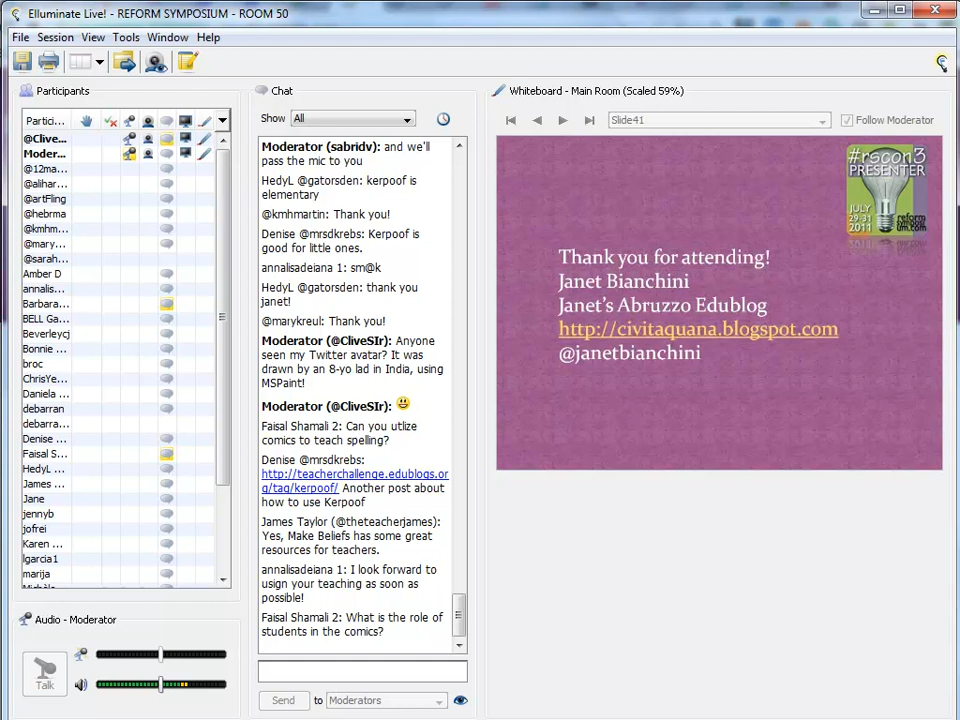 Elluminate Live! - REFORM SYMPOSIUM - ROOM 50
File Session View Tools Window Help
Participants
Partici...
@Clive...
Moder...
@12ma...
@alihar...
@artFling
@hebrma
@kmhm...
@mary...
@sarah...
Amber D
annalis...
Barbara...
BELL Ga...
Beverleycj
Bonnie ...
broc
ChrisYe...
Daniela ...
debarran
debarra...
Denise ...
Faisal S...
HedyL ...
James ...
Jane
jennyb
jofrei
Karen ...
lgarcia1
marija
Michèle
Audio - Moderator
Talk
Chat
Show All
Moderator (sabridv): and we'll
pass the mic to you
HedyL @gatorsden: kerpoof is
elementary
@kmhmartin: Thank you!
Denise @mrsdkrebs: Kerpoof is
good for little ones.
annalisadeiana 1: sm@k
HedyL @gatorsden: thank you
janet!
@marykreul: Thank you!
Moderator (@CliveSIr): Anyone
seen my Twitter avatar? It was
drawn by an 8-yo lad in India, using
MSPaint!
Moderator (@CliveSIr):
Faisal Shamali 2: Can you utlize
comics to teach spelling?
Denise @mrsdkrebs:
http://teacherchallenge.edublogs.or
g/tag/kerpoof/ Another post about
how to use Kerpoof
James Taylor (@theteacherjames):
Yes, Make Beliefs has some great
resources for teachers.
annalisadeiana 1: I look forward to
usign your teaching as soon as
possible!
Faisal Shamali 2: What is the role of
students in the comics?
Send to Moderators
Whiteboard - Main Room (Scaled 59%)
Slide41
Follow Moderator
#rscon3
PRESENTER
JULY
29-31
2011
reform
symposium
.com
Thank you for attending!
Janet Bianchini
Janet's Abruzzo Edublog
http://civitaquana.blogspot.com
@janetbianchini